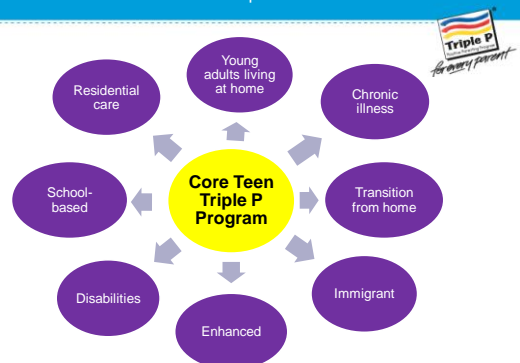 Triple P
for every parent
Young
adults living
at home
Residential
care
Chronic
illness
Core Teen
Triple P
Program
School-
based
Transition
from home
Disabilities
Immigrant
Enhanced